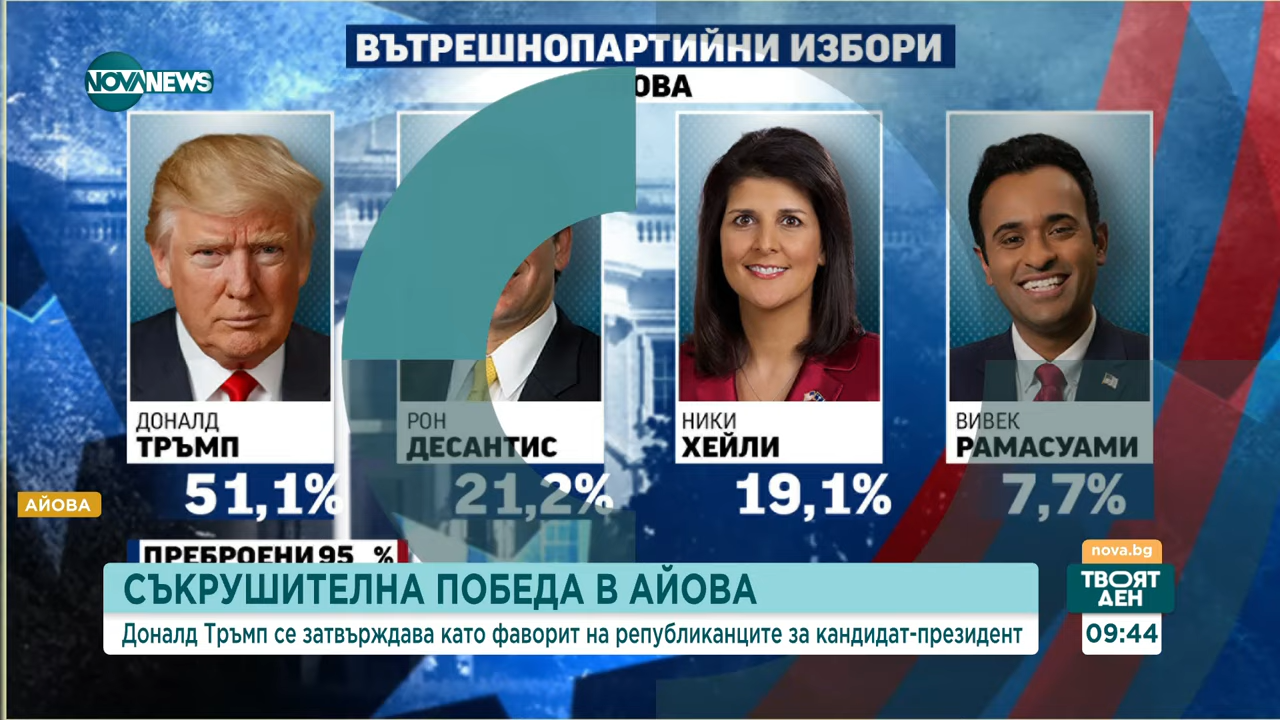 ВЪТРЕШНОПАРТИЙНИ ИЗБОРИ
NOVA NEWS
ОВА
ДОНАЛД
ТРЪМП
51,1%
РОН
ДЕСАНТИС
21,2%
НИКИ
ХЕЙЛИ
19,1%
ВИВЕК
РАМАСУАМИ
7,7%
АЙОВА
ПРЕБРОЕНИ 95 %
СЪКРУШИТЕЛНА ПОБЕДА В АЙОВА
Доналд Тръмп се затвърждава като фаворит на републиканците за кандидат-президент
nova.bg
ТВОЯТ
ДЕН
09:44